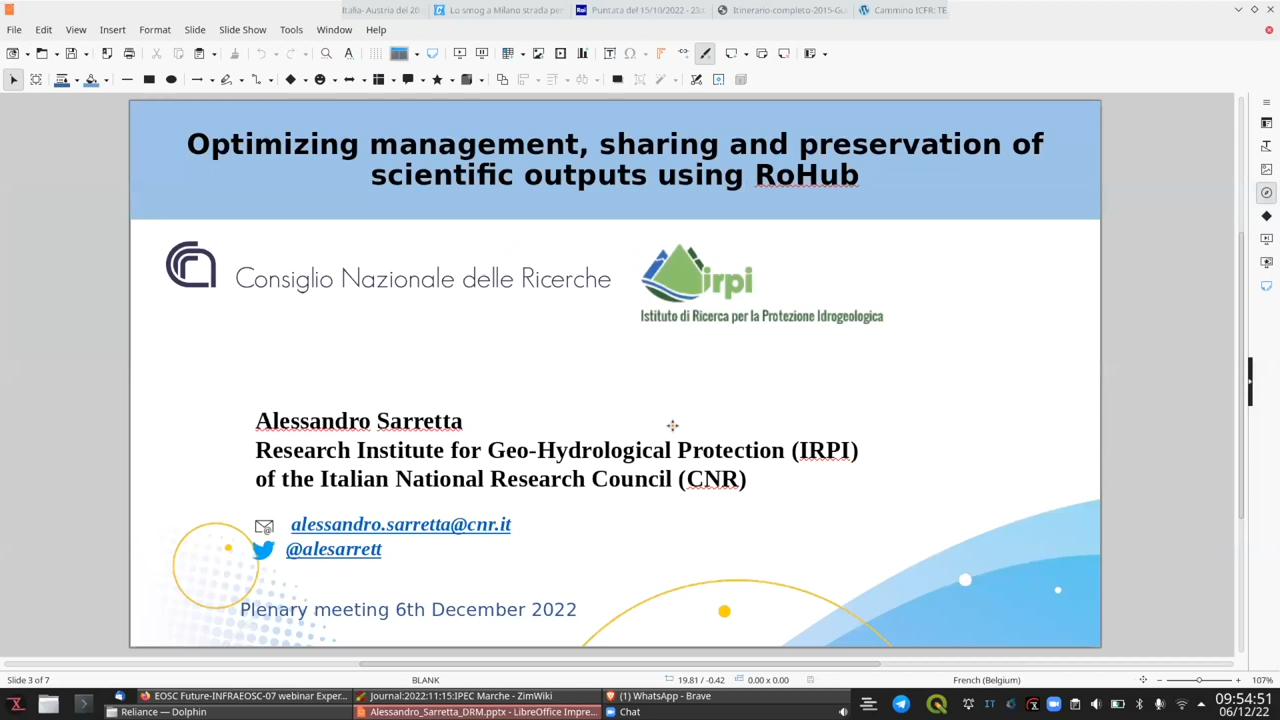 Italia-Austria del 20
Lo smog a Milano strada per
Puntata del 15/10/2022 - 23x
Itinerario-completo-2015-Gu
Cammino ICFR: TE
File Edit View Insert Format Slide Slide Show Tools Window Help
Optimizing management, sharing and preservation of
scientific outputs using RoHub
Consiglio Nazionale delle Ricerche
irpi
Istituto di Ricerca per la Protezione Idrogeologica
Alessandro Sarretta
Research Institute for Geo-Hydrological Protection (IRPI)
of the Italian National Research Council (CNR)
alessandro.sarretta@cnr.it
@alesarrett
Plenary meeting 6th December 2022
Slide 3 of 7 BLANK 19.81 / -0.42 0.00 x 0.00 French (Belgium) 107%
EOSC Future-INFRAEOSC-07 webinar Exper... Journal:2022:11:15:IPEC Marche - ZimWiki (1) WhatsApp - Brave
Reliance — Dolphin Alessandro_Sarretta_DRM.pptx - LibreOffice Impre... Chat
IT
09:54:51
06/12/22